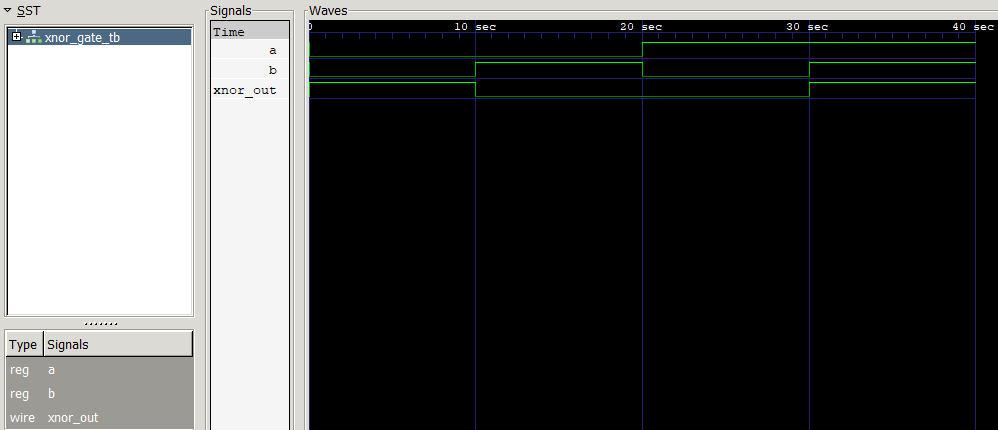 SST
xnor_gate_tb
Type Signals
reg a
reg b
wire xnor_out
Signals
Time
a
b
xnor_out
Waves
0 10 sec 20 sec 30 sec 40 sec